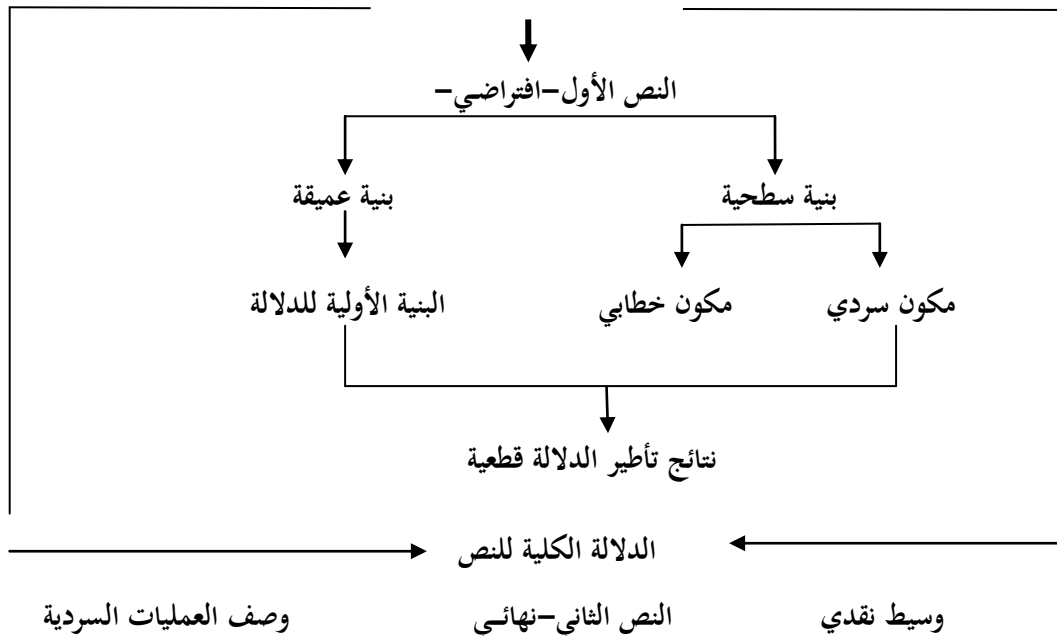 النص الأول–افتراضي–
بنية سطحية بنية عميقة
مكون سردي مكون خطابي البنية الأولية للدلالة
نتائج تأطير الدلالة قطعية
الدلالة الكلية للنص
وسيط نقدي النص الثاني–نهائي وصف العمليات السردية